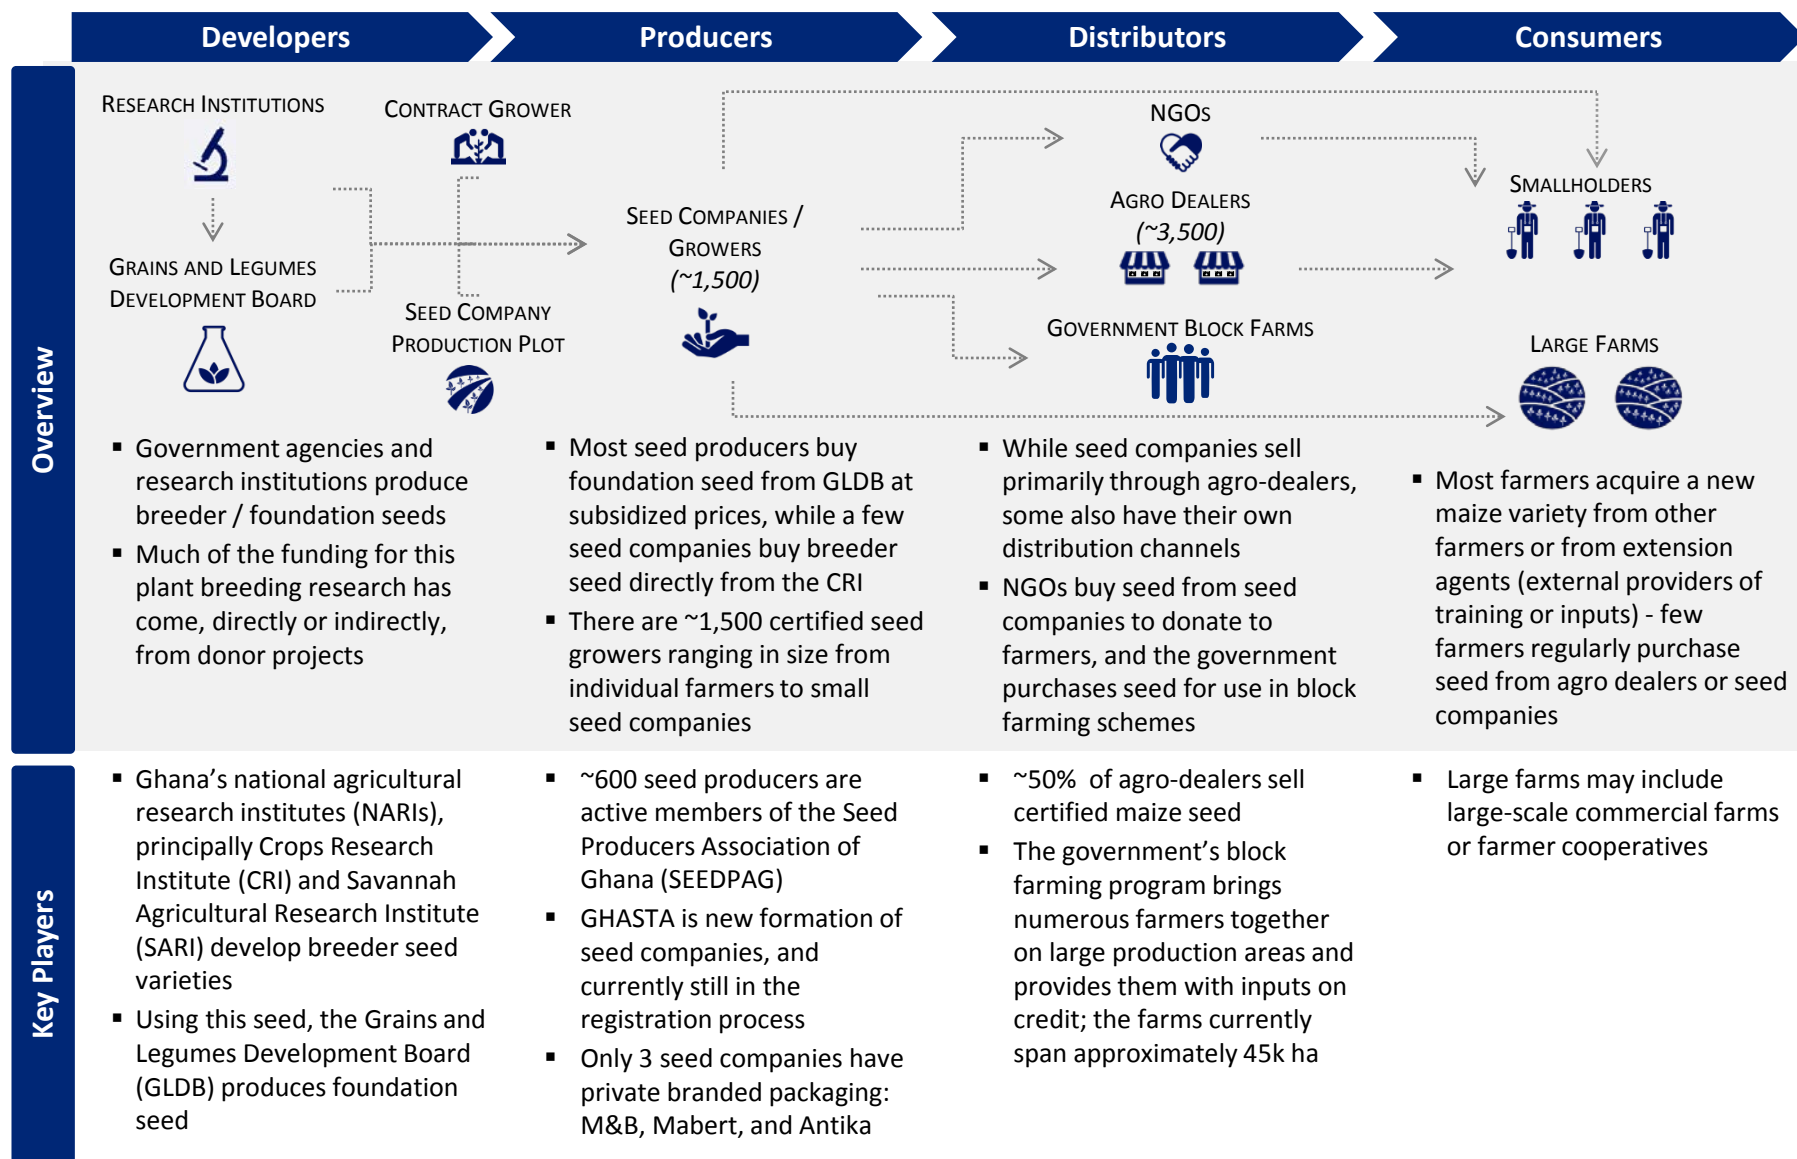 Developers
Producers
Distributors
Consumers
Overview
RESEARCH INSTITUTIONS
GRAINS AND LEGUMES
DEVELOPMENT BOARD
CONTRACT GROWER
SEED COMPANY
PRODUCTION PLOT
SEED COMPANIES /
GROWERS
(~1,500)
NGOS
AGRO DEALERS
(~3,500)
GOVERNMENT BLOCK FARMS
SMALLHOLDERS
LARGE FARMS
▪ Government agencies and
research institutions produce
breeder / foundation seeds
▪ Much of the funding for this
plant breeding research has
come, directly or indirectly,
from donor projects
▪ Most seed producers buy
foundation seed from GLDB at
subsidized prices, while a few
seed companies buy breeder
seed directly from the CRI
▪ There are ~1,500 certified seed
growers ranging in size from
individual farmers to small
seed companies
▪ While seed companies sell
primarily through agro-dealers,
some also have their own
distribution channels
▪ NGOs buy seed from seed
companies to donate to
farmers, and the government
purchases seed for use in block
farming schemes
▪ Most farmers acquire a new
maize variety from other
farmers or from extension
agents (external providers of
training or inputs) - few
farmers regularly purchase
seed from agro dealers or seed
companies
Key Players
▪ Ghana's national agricultural
research institutes (NARIs),
principally Crops Research
Institute (CRI) and Savannah
Agricultural Research Institute
(SARI) develop breeder seed
varieties
▪ Using this seed, the Grains and
Legumes Development Board
(GLDB) produces foundation
seed
▪ ~600 seed producers are
active members of the Seed
Producers Association of
Ghana (SEEDPAG)
▪ GHASTA is new formation of
seed companies, and
currently still in the
registration process
▪ Only 3 seed companies have
private branded packaging:
M&B, Mabert, and Antika
▪ ~50% of agro-dealers sell
certified maize seed
▪ The government's block
farming program brings
numerous farmers together
on large production areas and
provides them with inputs on
credit; the farms currently
span approximately 45k ha
▪ Large farms may include
large-scale commercial farms
or farmer cooperatives